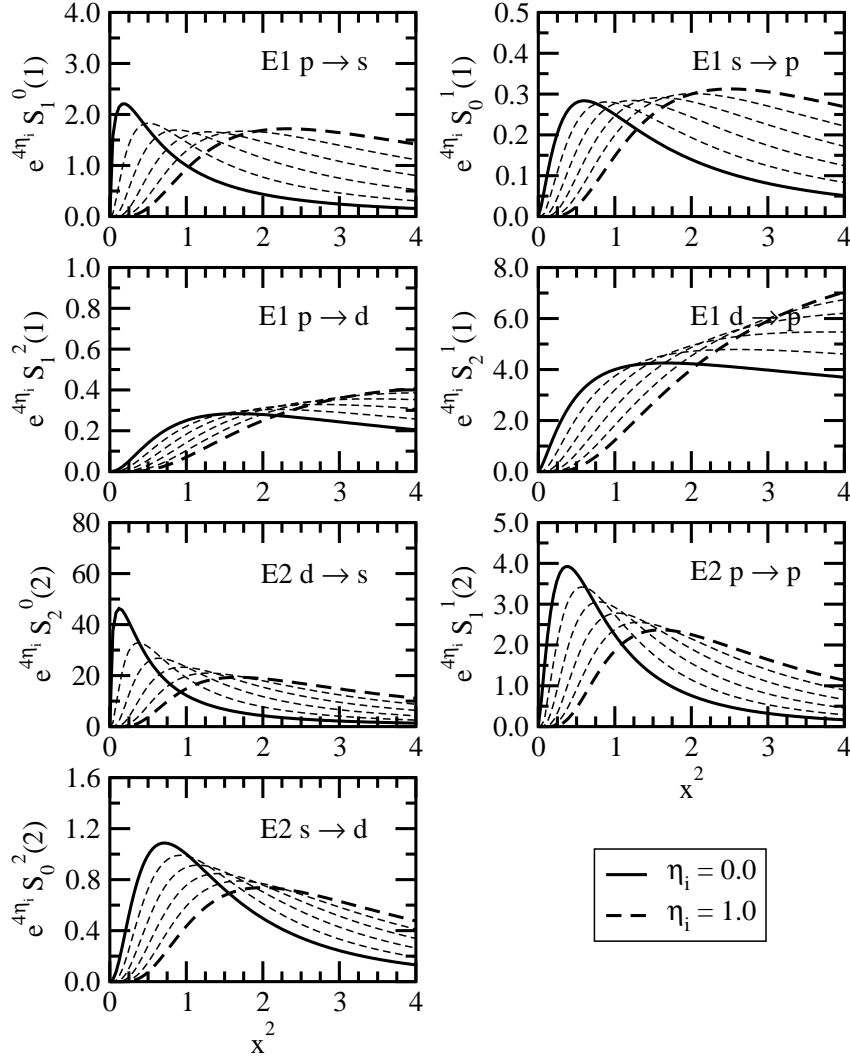 4.0
3.0
2.0
1.0
0.0
0 1 2 3 4
e^{4η_i} S_1^0(1)
E1 p → s
0.5
0.4
0.3
0.2
0.1
0.0
0 1 2 3 4
e^{4η_i} S_0^1(1)
E1 s → p
1.0
0.8
0.6
0.4
0.2
0.0
0 1 2 3 4
e^{4η_i} S_1^2(1)
E1 p → d
8.0
6.0
4.0
2.0
0.0
0 1 2 3 4
e^{4η_i} S_2^1(1)
E1 d → p
80
60
40
20
0
0 1 2 3 4
e^{4η_i} S_2^0(2)
E2 d → s
5.0
4.0
3.0
2.0
1.0
0.0
0 1 2 3 4
e^{4η_i} S_1^1(2)
E2 p → p
x^2
1.6
1.2
0.8
0.4
0.0
0 1 2 3 4
e^{4η_i} S_0^2(2)
E2 s → d
x^2
η_i = 0.0
η_i = 1.0